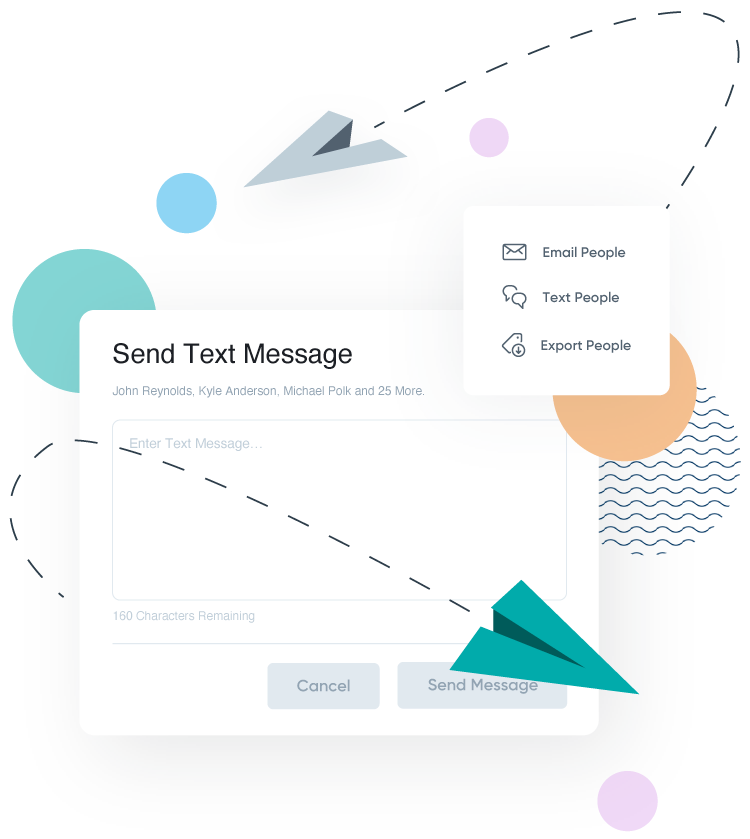 Email People
Text People
Export People
Send Text Message
John Reynolds, Kyle Anderson, Michael Polk and 25 More.
Enter Text Message...
160 Characters Remaining
Cancel
Send Message